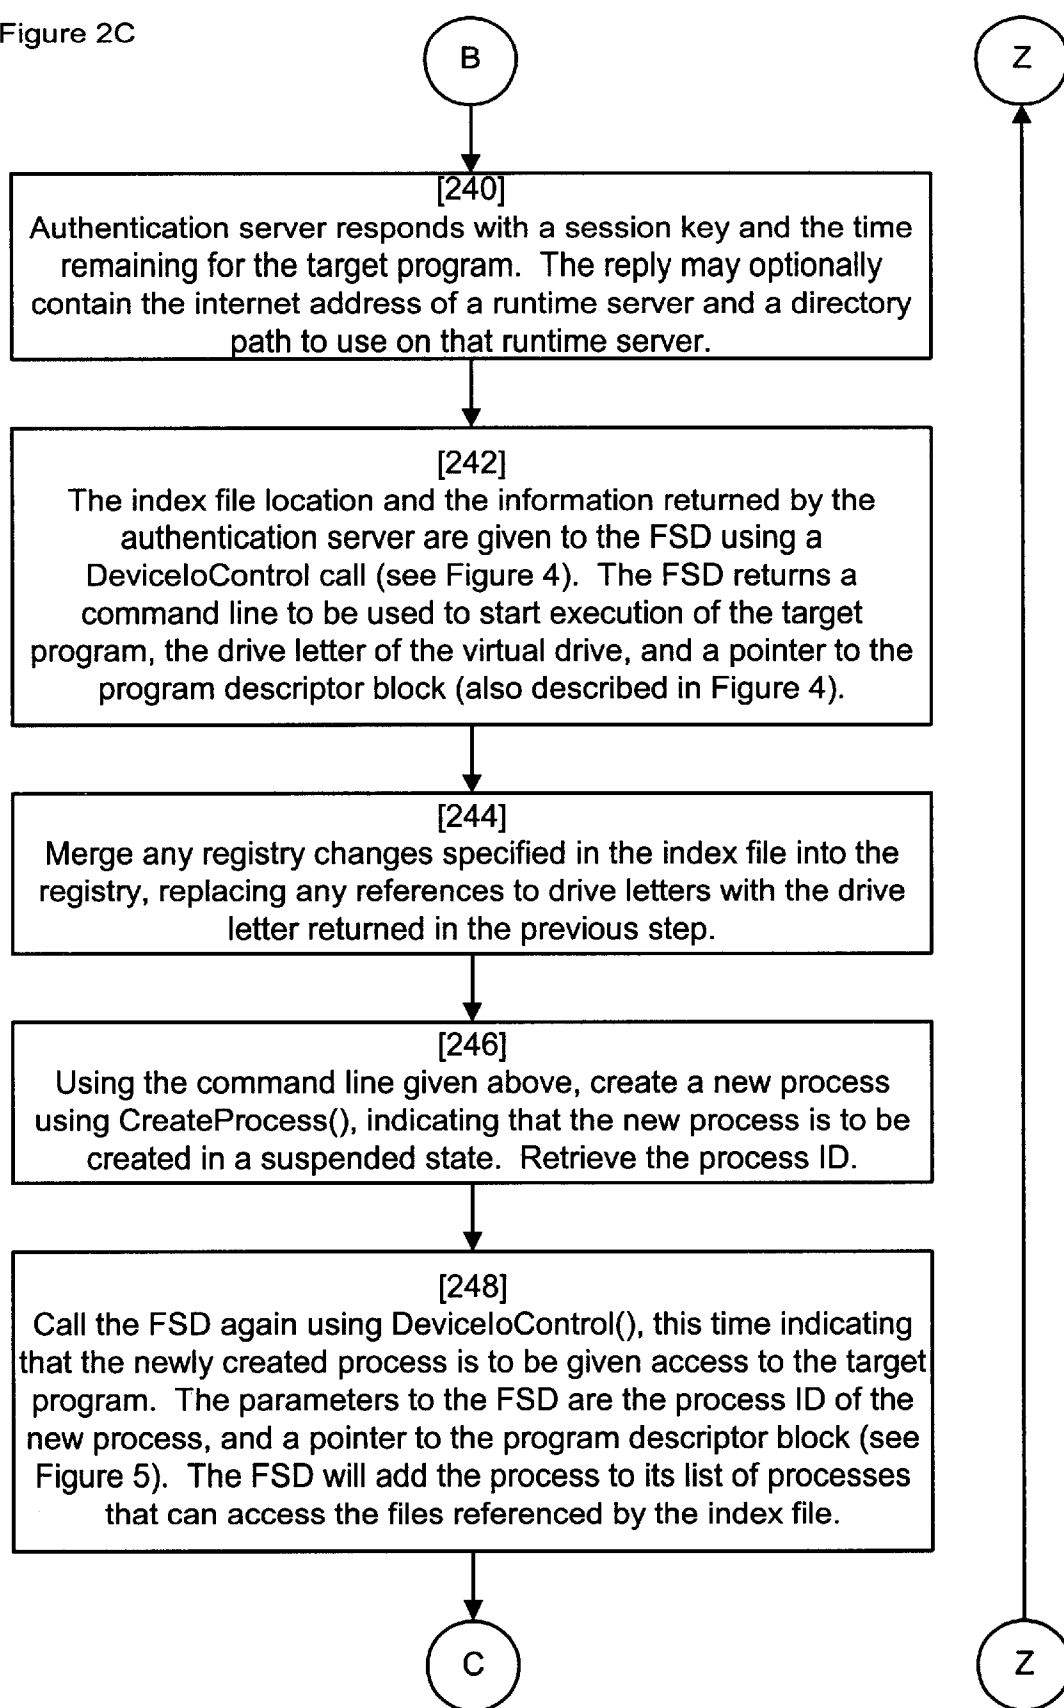 Figure 2C
B
Z
[240]
Authentication server responds with a session key and the time
remaining for the target program.  The reply may optionally
contain the internet address of a runtime server and a directory
path to use on that runtime server.
[242]
The index file location and the information returned by the
authentication server are given to the FSD using a
DeviceIoControl call (see Figure 4).  The FSD returns a
command line to be used to start execution of the target
program, the drive letter of the virtual drive, and a pointer to the
program descriptor block (also described in Figure 4).
[244]
Merge any registry changes specified in the index file into the
registry, replacing any references to drive letters with the drive
letter returned in the previous step.
[246]
Using the command line given above, create a new process
using CreateProcess(), indicating that the new process is to be
created in a suspended state.  Retrieve the process ID.
[248]
Call the FSD again using DeviceIoControl(), this time indicating
that the newly created process is to be given access to the target
program.  The parameters to the FSD are the process ID of the
new process, and a pointer to the program descriptor block (see
Figure 5).  The FSD will add the process to its list of processes
that can access the files referenced by the index file.
C
Z